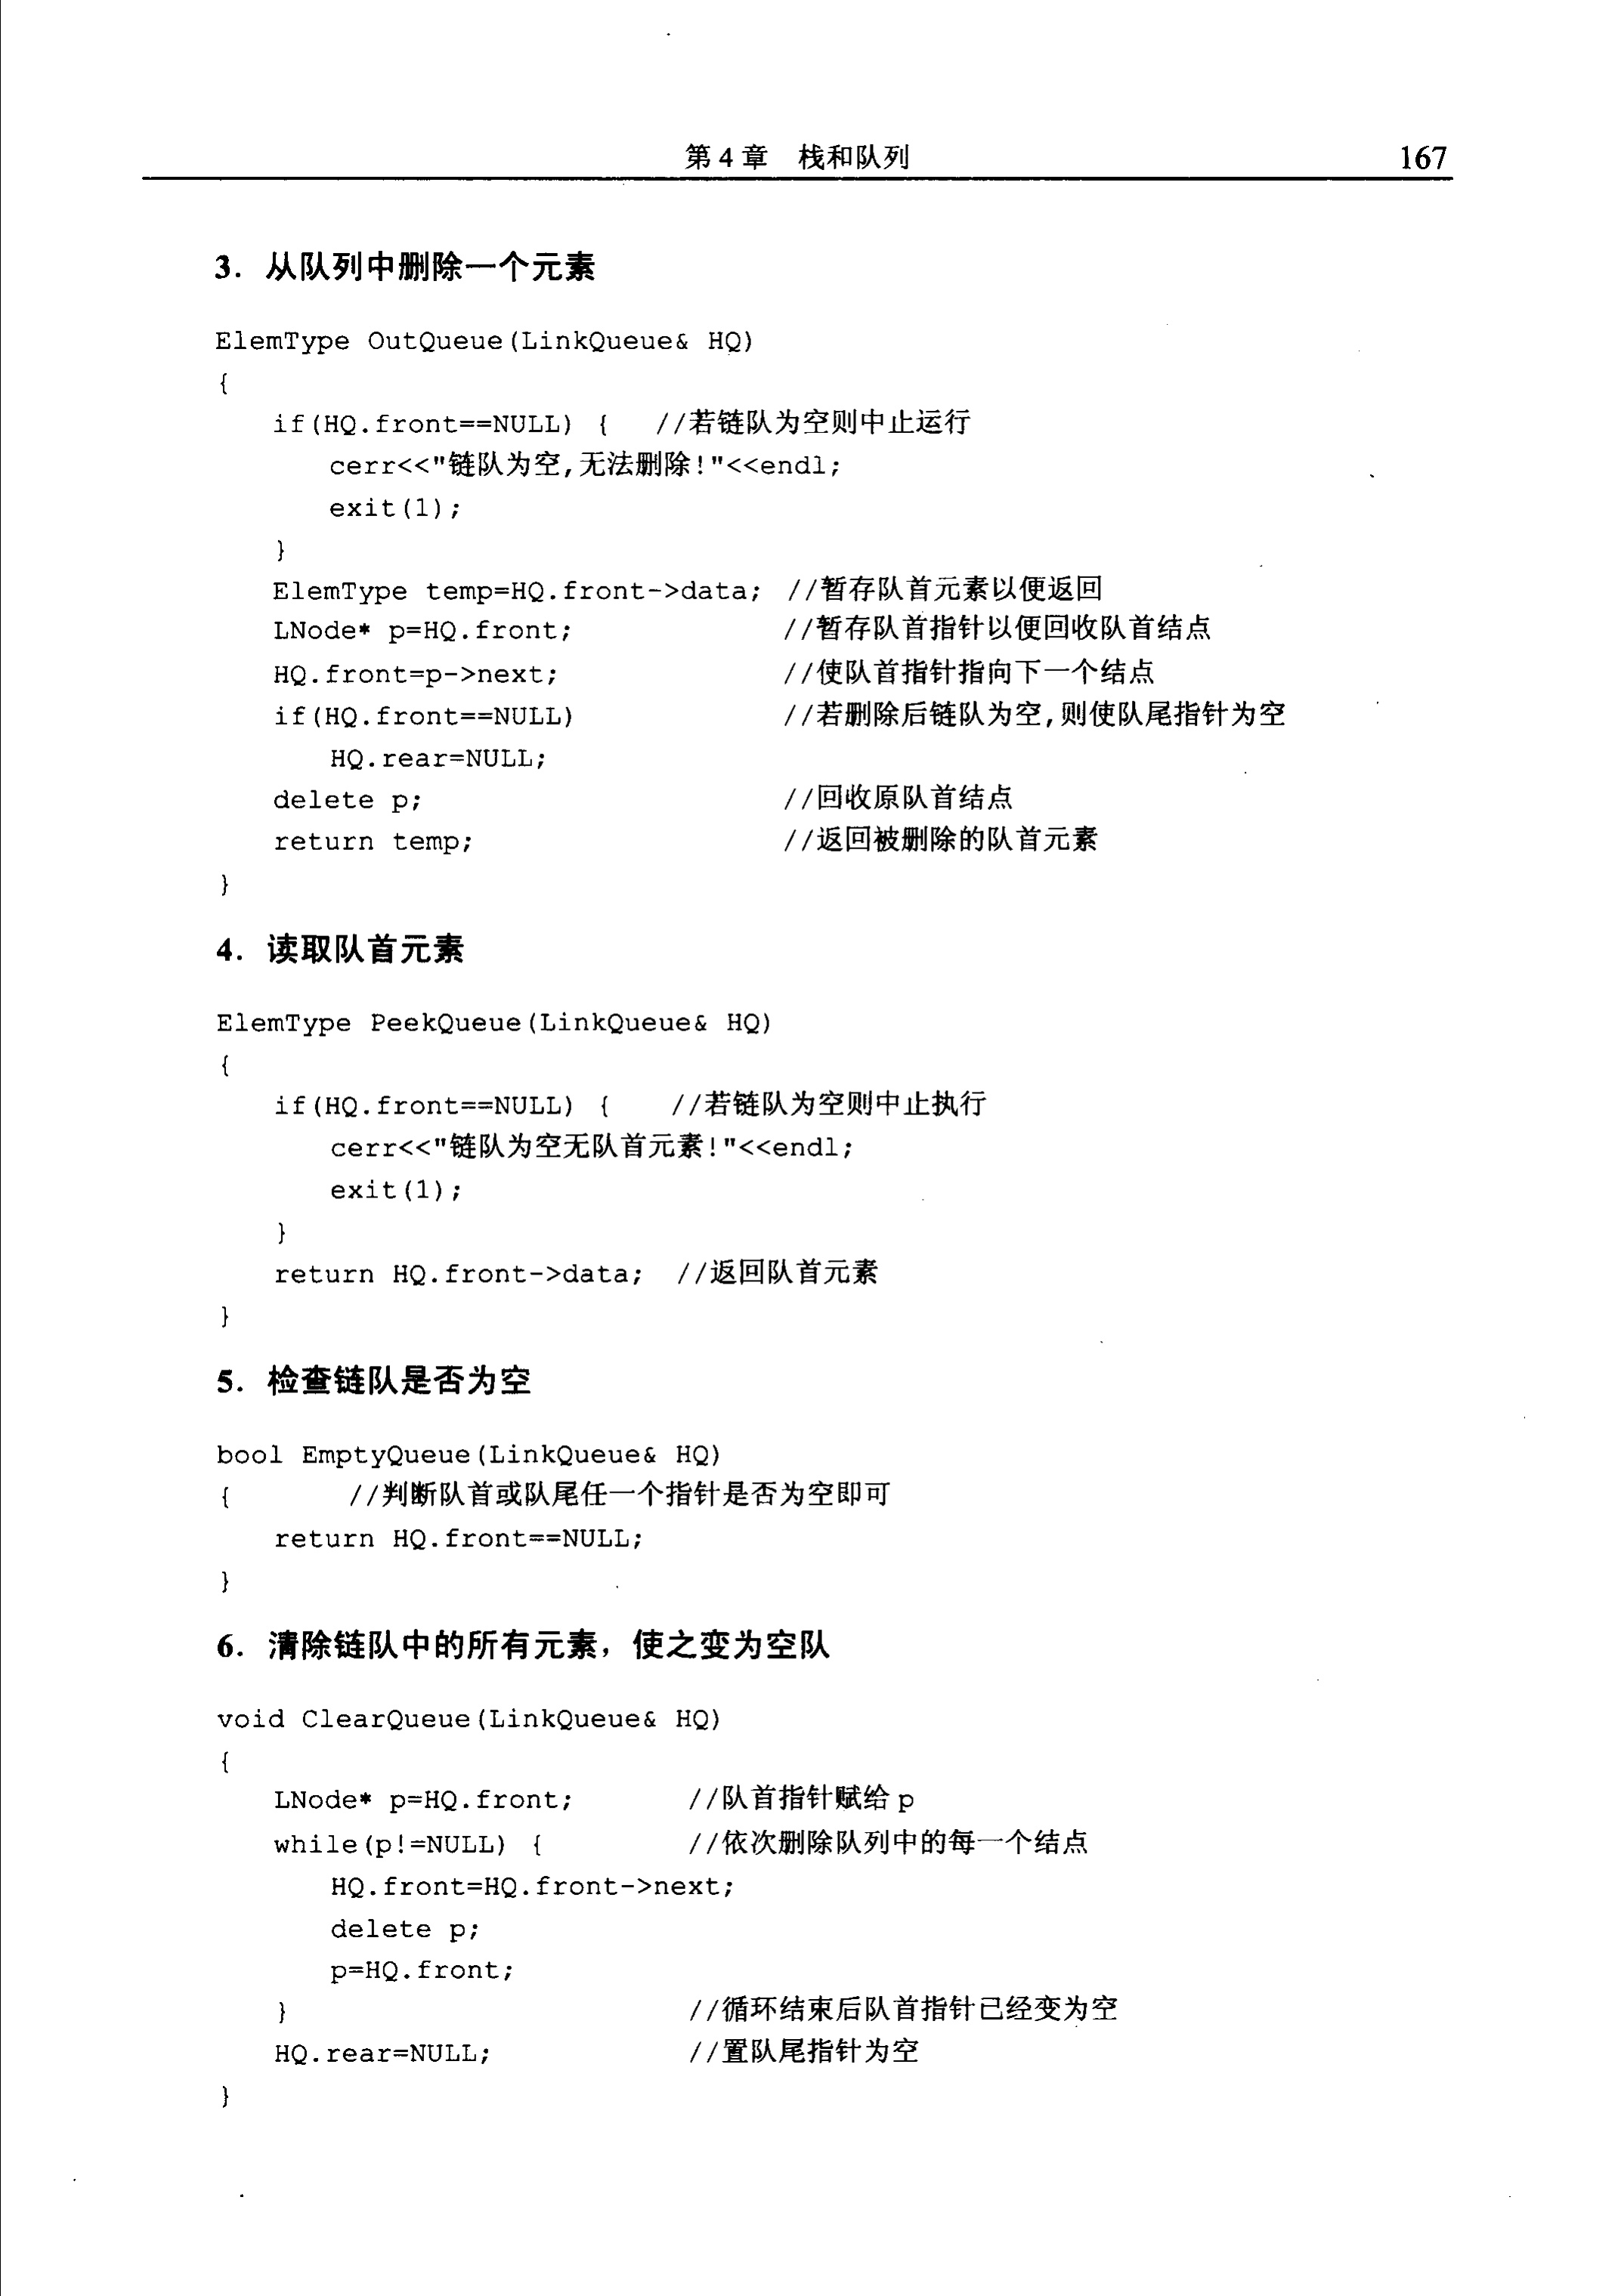 第 4 章　栈和队列 167
3. 从队列中删除一个元素
ElemType OutQueue(LinkQueue& HQ)
{
    if(HQ.front==NULL) {  //若链队为空则中止运行
        cerr<<"链队为空,无法删除!"<<endl;
        exit(1);
    }
    ElemType temp=HQ.front->data; //暂存队首元素以便返回
    LNode* p=HQ.front;            //暂存队首指针以便回收队首结点
    HQ.front=p->next;             //使队首指针指向下一个结点
    if(HQ.front==NULL)            //若删除后链队为空,则使队尾指针为空
        HQ.rear=NULL;
    delete p;                     //回收原队首结点
    return temp;                  //返回被删除的队首元素
}
4. 读取队首元素
ElemType PeekQueue(LinkQueue& HQ)
{
    if(HQ.front==NULL) {   //若链队为空则中止执行
        cerr<<"链队为空无队首元素!"<<endl;
        exit(1);
    }
    return HQ.front->data; //返回队首元素
}
5. 检查链队是否为空
bool EmptyQueue(LinkQueue& HQ)
{       //判断队首或队尾任一个指针是否为空即可
    return HQ.front==NULL;
}
6. 清除链队中的所有元素，使之变为空队
void ClearQueue(LinkQueue& HQ)
{
    LNode* p=HQ.front;      //队首指针赋给 p
    while(p!=NULL) {        //依次删除队列中的每一个结点
        HQ.front=HQ.front->next;
        delete p;
        p=HQ.front;
    }                       //循环结束后队首指针已经变为空
    HQ.rear=NULL;           //置队尾指针为空
}